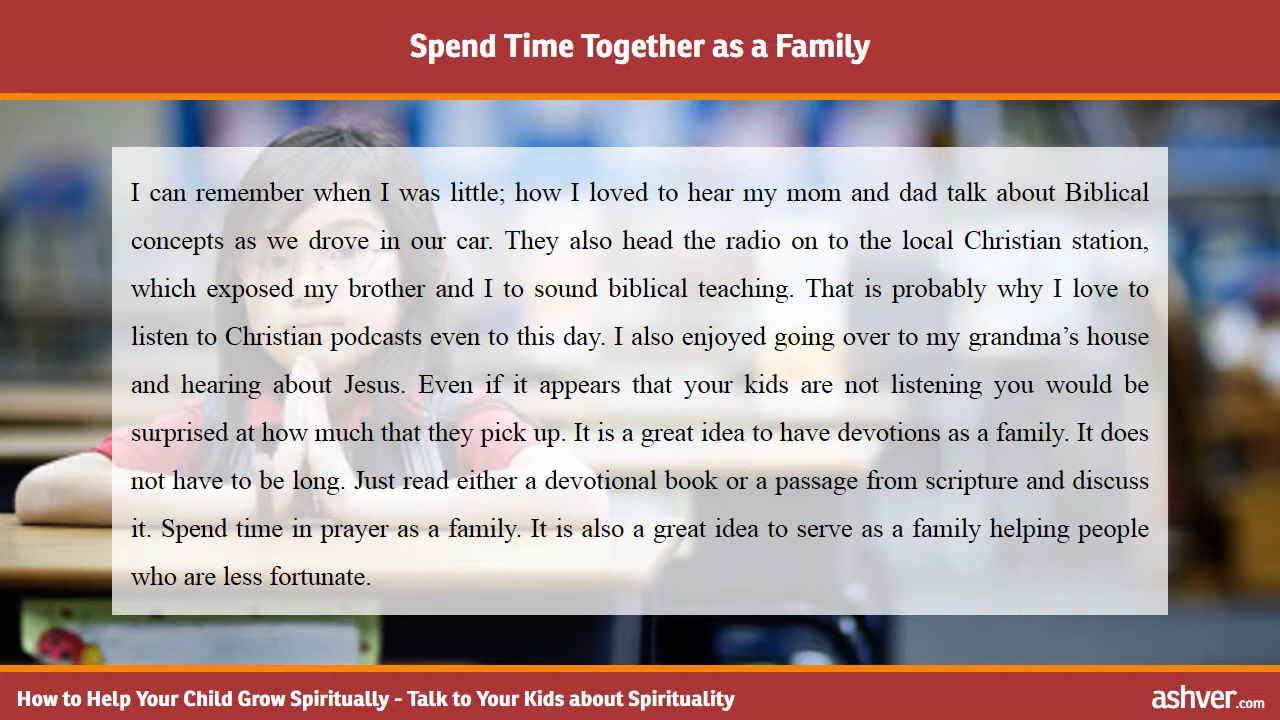 Spend Time Together as a Family
I can remember when I was little; how I loved to hear my mom and dad talk about Biblical
concepts as we drove in our car. They also head the radio on to the local Christian station,
which exposed my brother and I to sound biblical teaching. That is probably why I love to
listen to Christian podcasts even to this day. I also enjoyed going over to my grandma’s house
and hearing about Jesus. Even if it appears that your kids are not listening you would be
surprised at how much that they pick up. It is a great idea to have devotions as a family. It does
not have to be long. Just read either a devotional book or a passage from scripture and discuss
it. Spend time in prayer as a family. It is also a great idea to serve as a family helping people
who are less fortunate.
How to Help Your Child Grow Spiritually - Talk to Your Kids about Spirituality
ashver.com